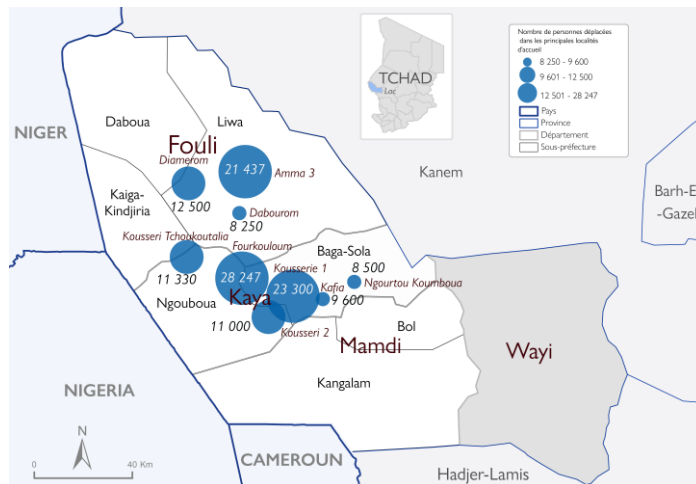 Nombre de personnes déplacées
dans les principales localités
d'accueil
8 250 - 9 600
9 601 - 12 500
12 501 - 28 247
Pays
Province
Département
Sous-préfecture
TCHAD
Lac
NIGER
Daboua
Liwa
Fouli
Diamerom
21 437
Amma 3
12 500
Kanem
Kaiga-
Kindjiria
Dabourom
8 250
Barh-E
-Gazel
Kousseri Tchoukoutalia
Fourkouloum
Baga-Sola
11 330
28 247
Kousserie 1
23 300
8 500
Ngourtou Koumboua
Kafia
9 600
Ngouboua
Kaya
11 000
Kousseri 2
Bol
Mamdi
Wayi
Kangalam
NIGERIA
N
0
40 Km
CAMEROUN
Hadjer-Lamis